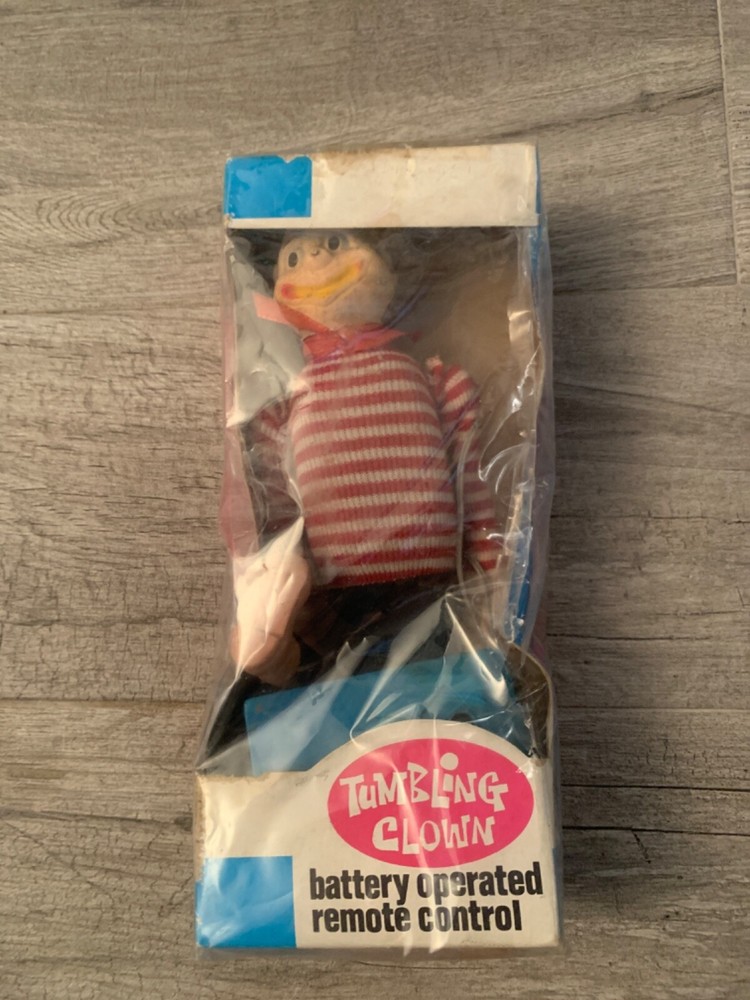 TUMBLiNG
CLOWN
battery operated
remote control